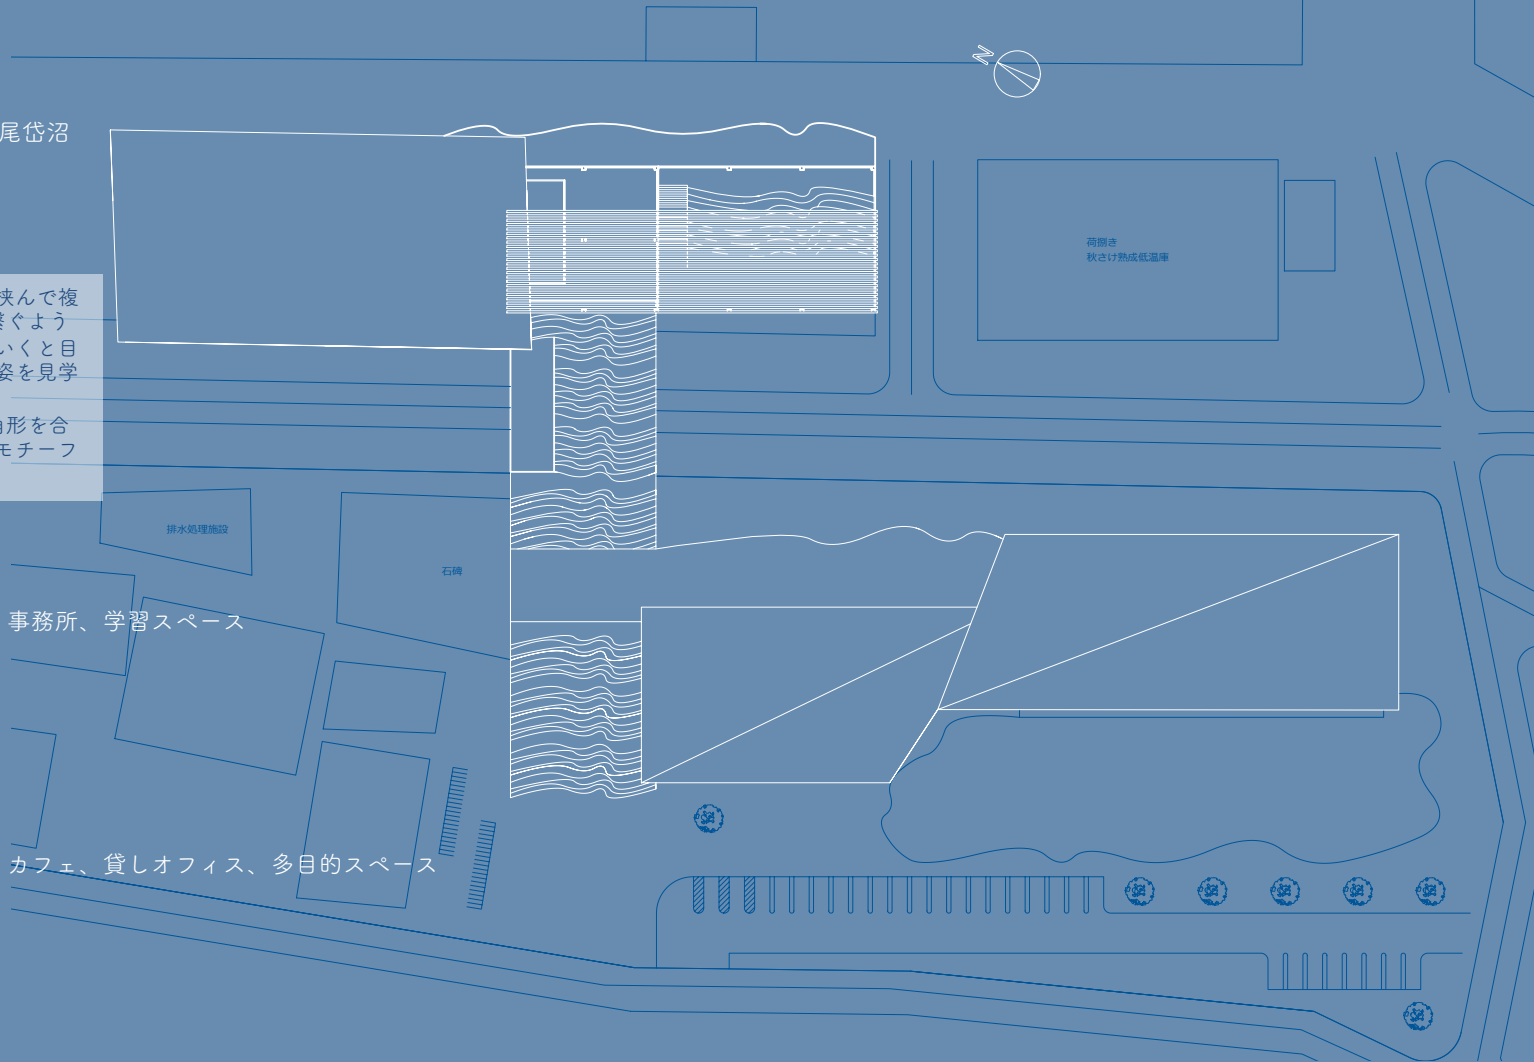 N
尾岱沼
荷捌き
秋さけ熟成低温庫
挟んで複
ぐよう
いくと目
姿を見学
形を合
モチーフ
排水処理施設
石碑
事務所、学習スペース
カフェ、貸しオフィス、多目的スペース